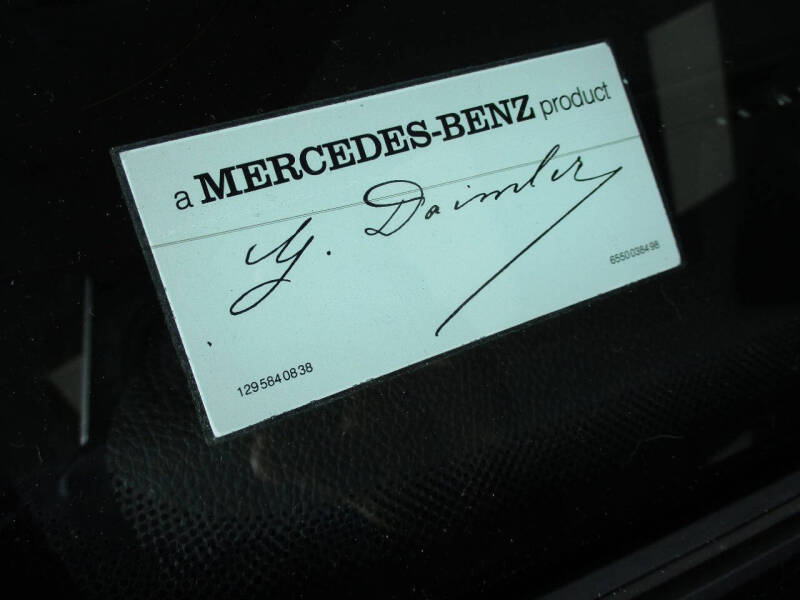 a MERCEDES-BENZ product
G. Daimler
6550036498
1295840838